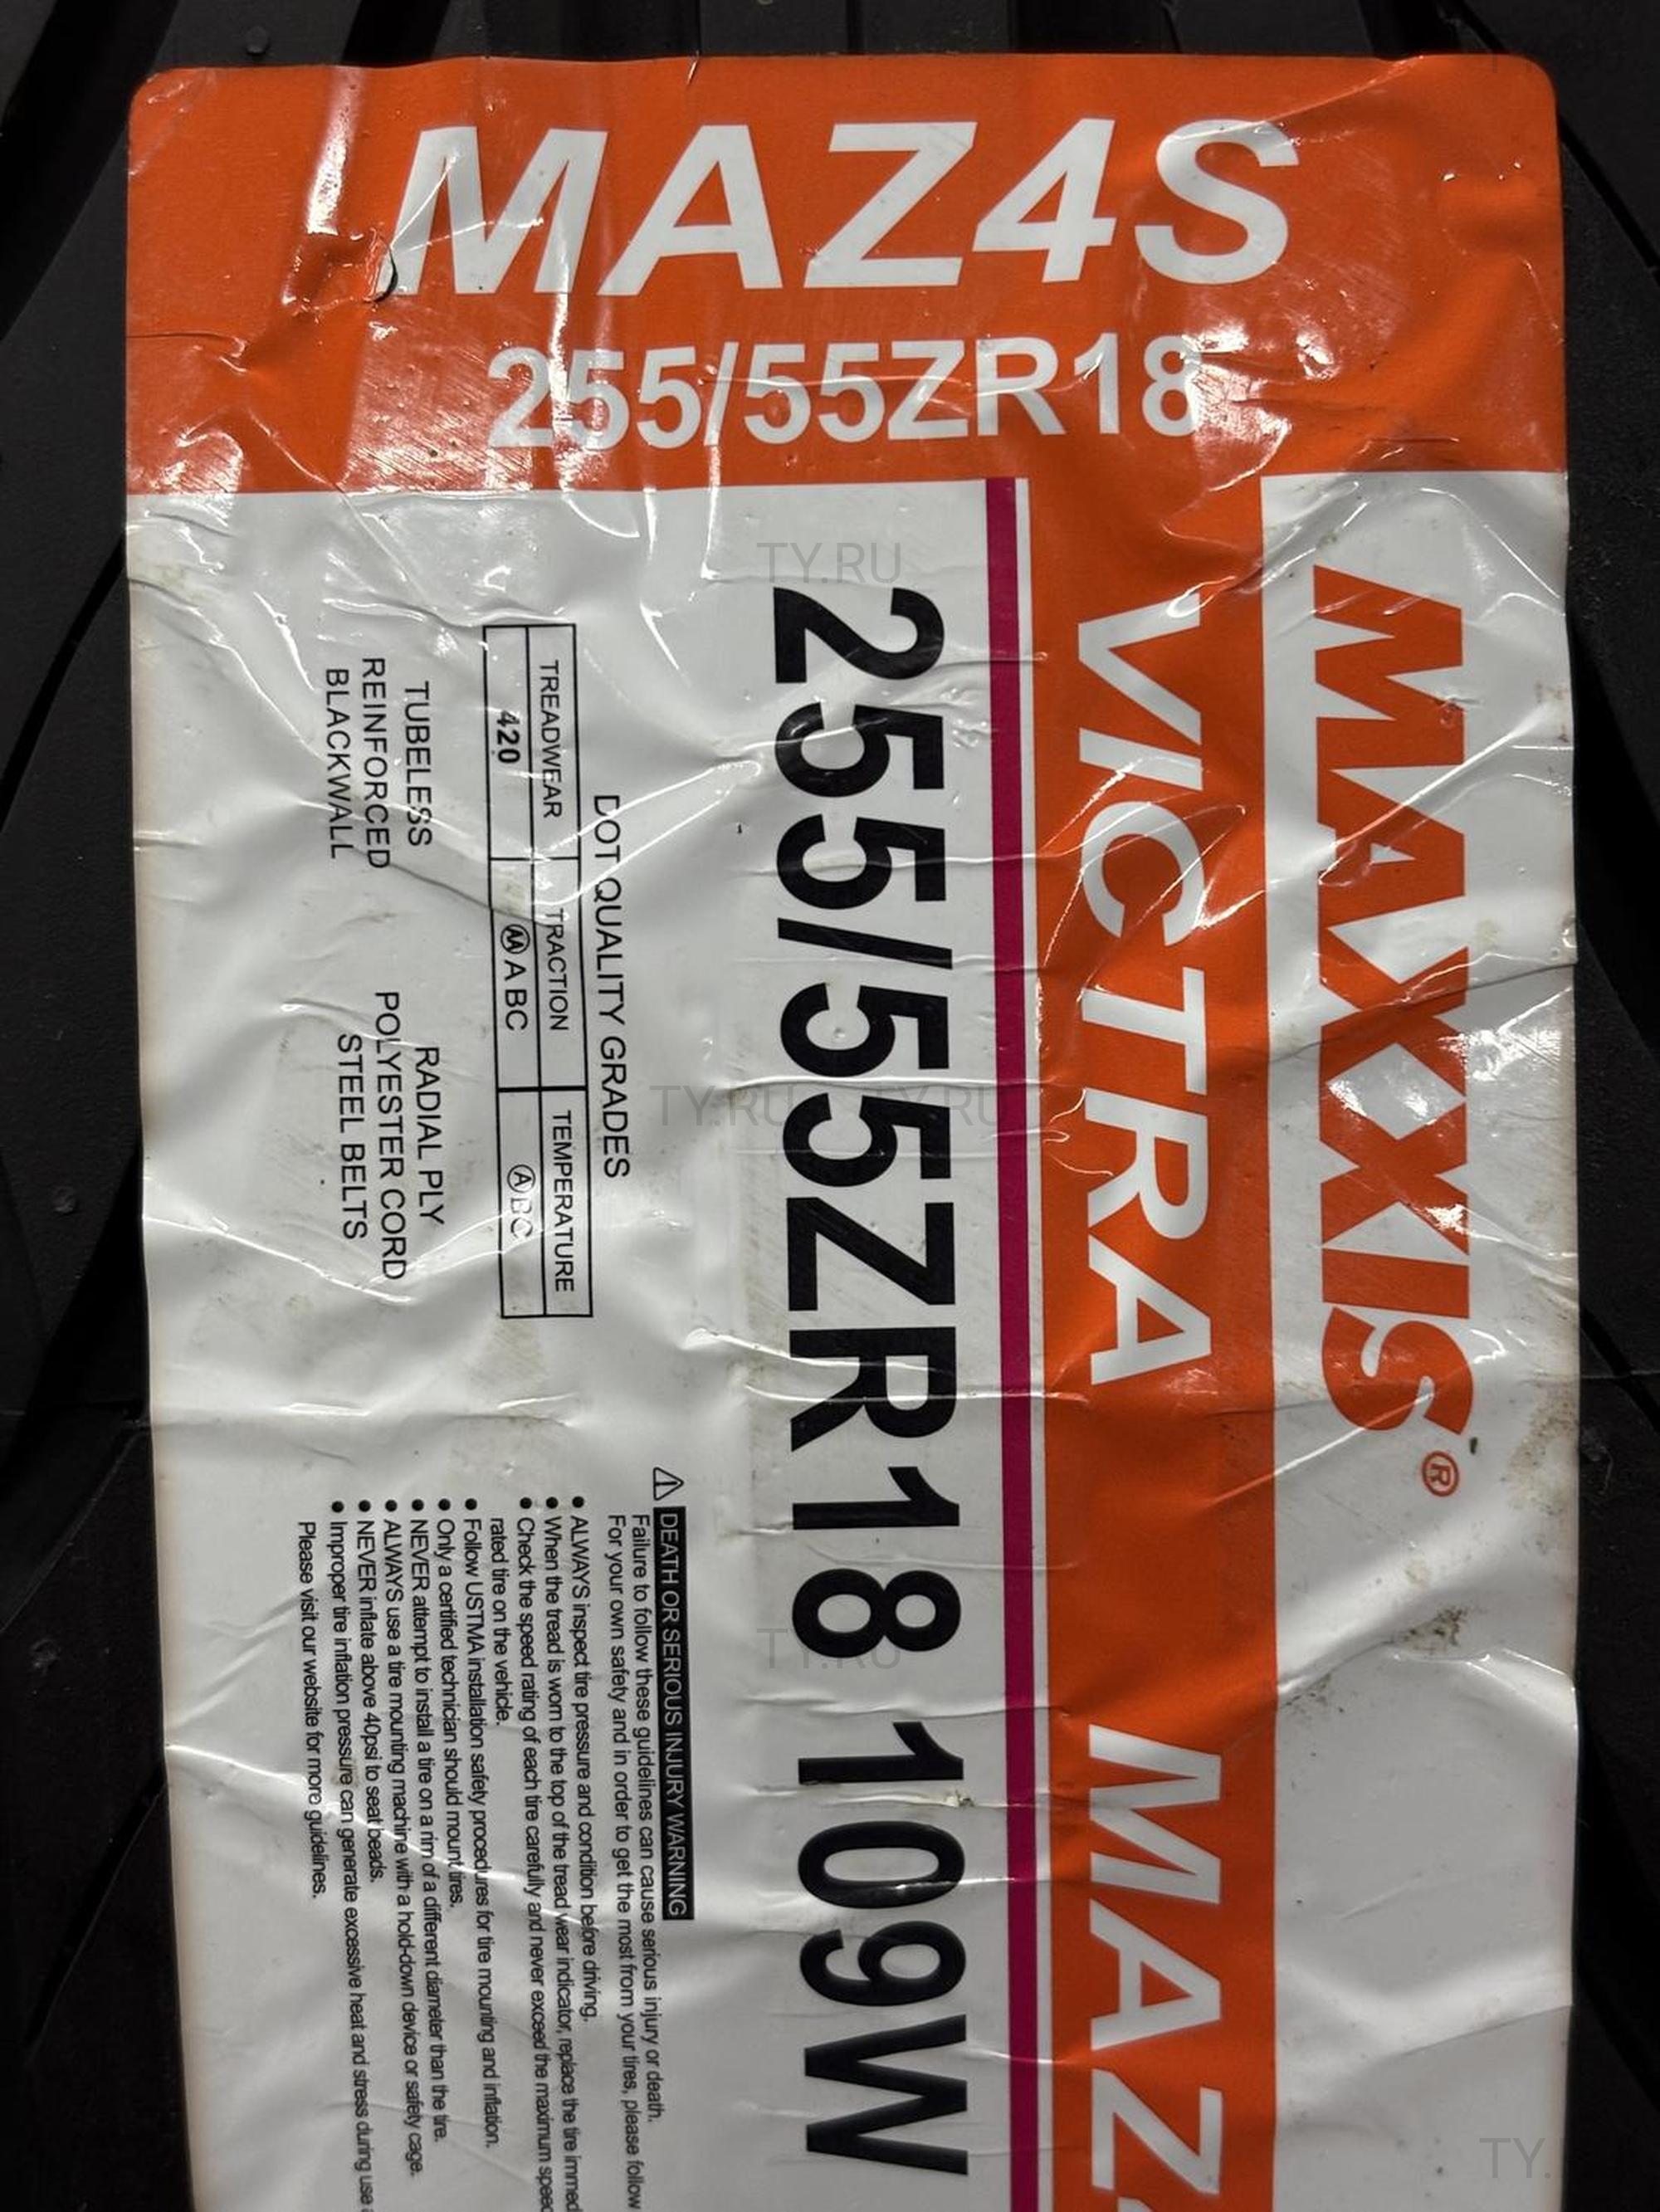 MAZ4S
255/55ZR18
MAXXIS®
VICTRA MAZ
255/55ZR18 109W
DOT QUALITY GRADES
TREADWEAR TRACTION TEMPERATURE
420 AA A B C A B C
TUBELESS
REINFORCED
BLACKWALL
RADIAL PLY
POLYESTER CORD
STEEL BELTS
⚠ DEATH OR SERIOUS INJURY WARNING
Failure to follow these guidelines can cause serious injury or death.
For your own safety and in order to get the most from your tires, please follow
● ALWAYS inspect tire pressure and condition before driving.
● When the tread is worn to the top of the tread wear indicator, replace the tire immed
● Check the speed rating of each tire carefully and never exceed the maximum speed
rated tire on the vehicle.
● Follow USTMA installation safety procedures for tire mounting and inflation.
● Only a certified technician should mount tires.
● NEVER attempt to install a tire on a rim of a different diameter than the tire.
● ALWAYS use a tire mounting machine with a hold-down device or safety cage.
● NEVER inflate above 40psi to seat beads.
● Improper tire inflation pressure can generate excessive heat and stress during use
Please visit our website for more guidelines.
TY.RU
TY.RU TY.RU
TY.RU
TY.